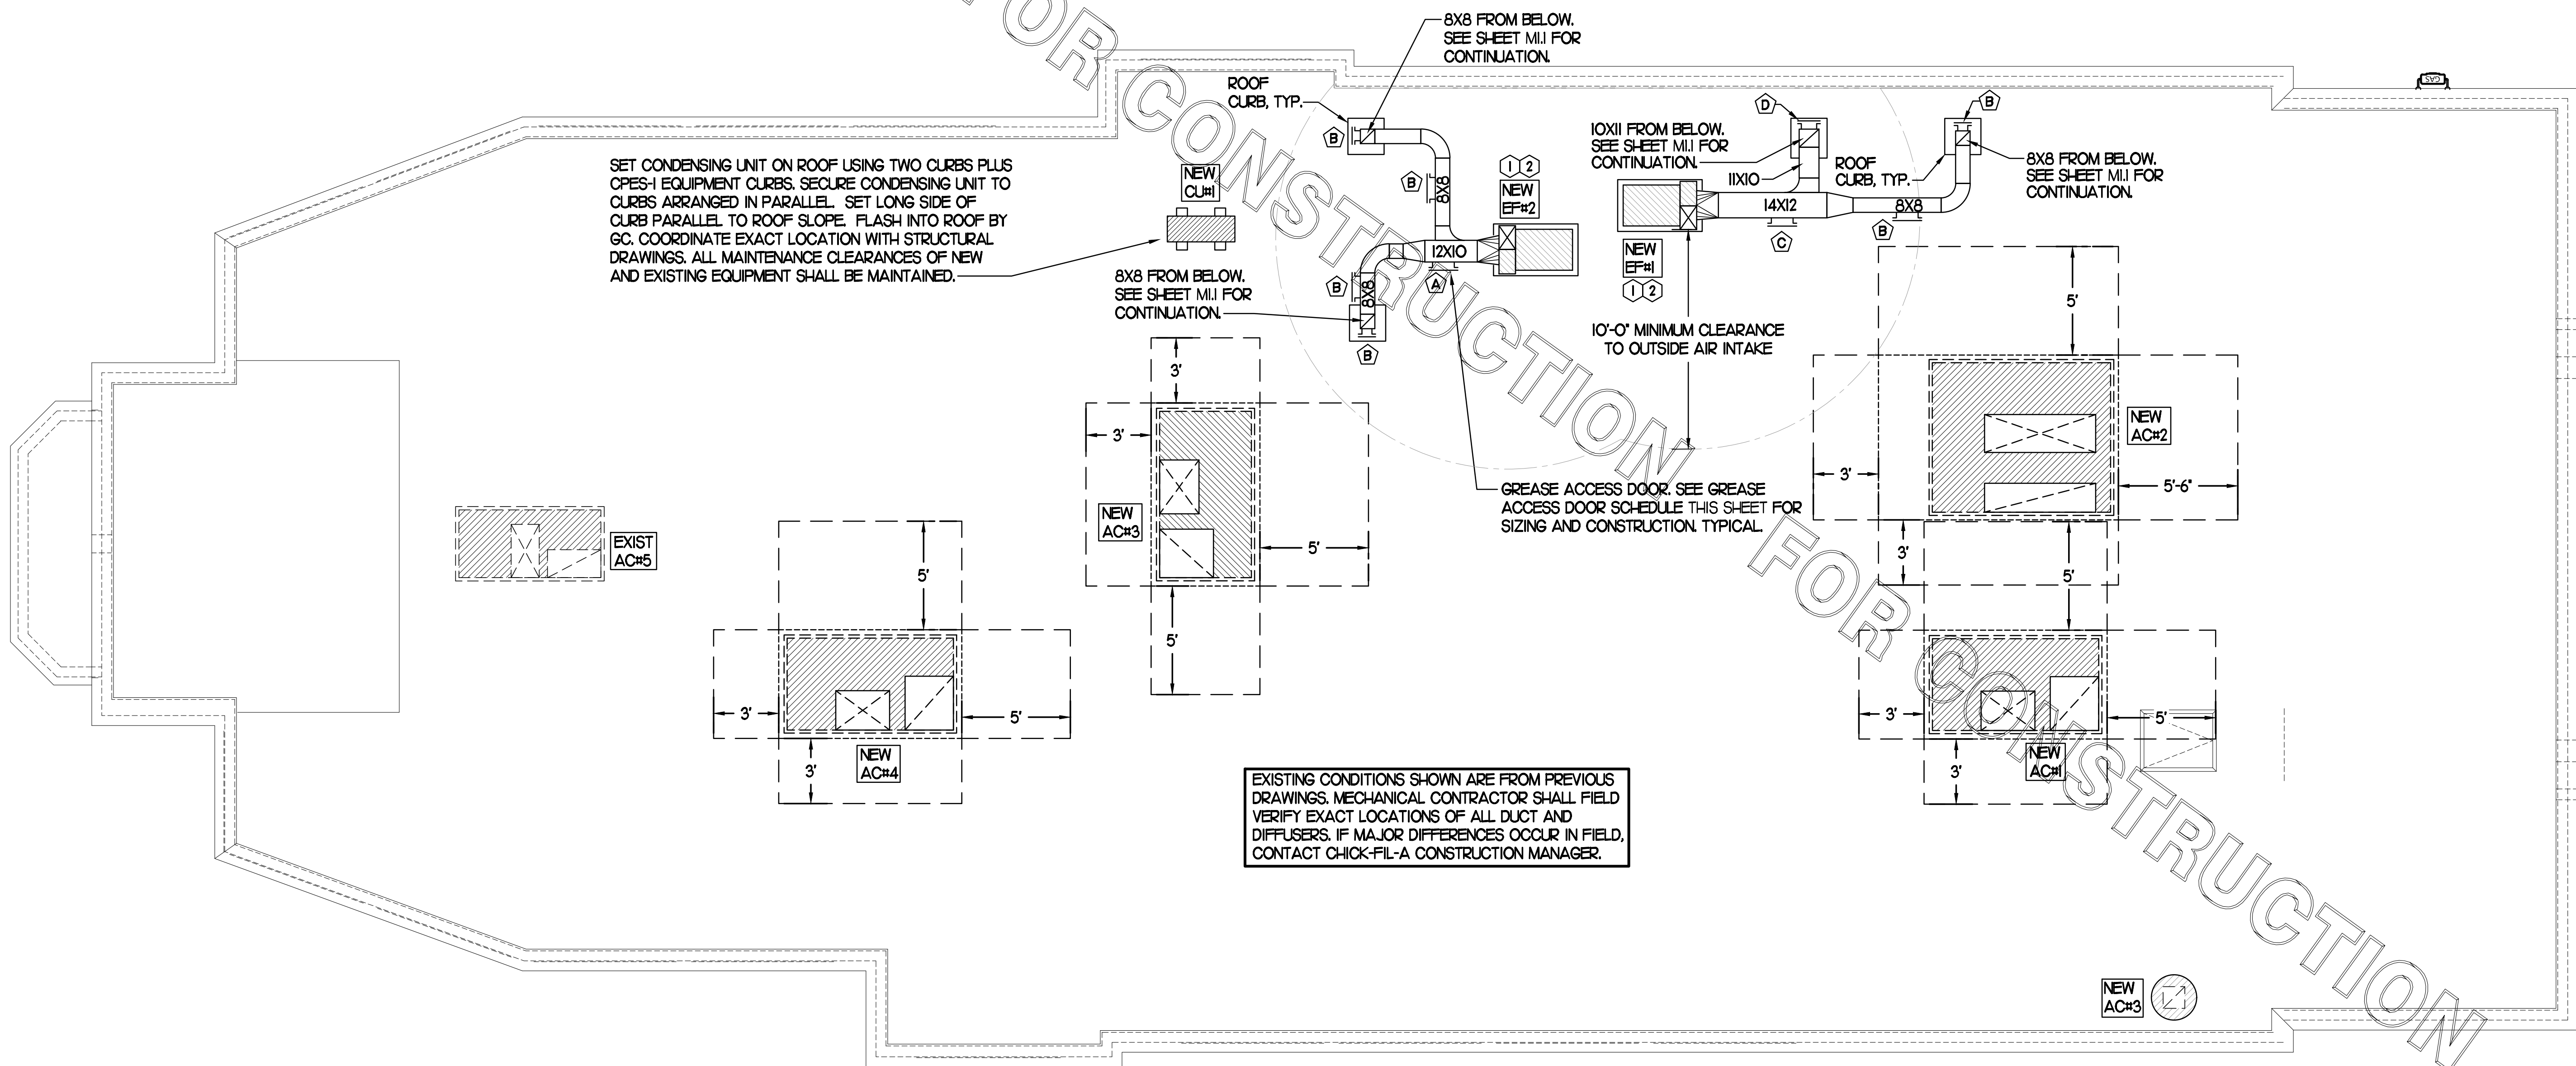 FOR CONSTRUCTION
8X8 FROM BELOW.
SEE SHEET M1.1 FOR
CONTINUATION.
ROOF
CURB, TYP.
B
NEW
CU#1
SET CONDENSING UNIT ON ROOF USING TWO CURBS PLUS
CPES-1 EQUIPMENT CURBS. SECURE CONDENSING UNIT TO
CURBS ARRANGED IN PARALLEL. SET LONG SIDE OF
CURB PARALLEL TO ROOF SLOPE. FLASH INTO ROOF BY
GC. COORDINATE EXACT LOCATION WITH STRUCTURAL
DRAWINGS. ALL MAINTENANCE CLEARANCES OF NEW
AND EXISTING EQUIPMENT SHALL BE MAINTAINED.
B
8X8
1 2
NEW
EF#2
12X10
A
8X8 FROM BELOW.
SEE SHEET M1.1 FOR
CONTINUATION.
B
8X8
B
10X11 FROM BELOW.
SEE SHEET M1.1 FOR
CONTINUATION.
D
11X10
ROOF
CURB, TYP.
B
8X8 FROM BELOW.
SEE SHEET M1.1 FOR
CONTINUATION.
14X12
8X8
C
B
NEW
EF#1
1 2
10'-0" MINIMUM CLEARANCE
TO OUTSIDE AIR INTAKE
GAS
GREASE ACCESS DOOR. SEE GREASE
ACCESS DOOR SCHEDULE THIS SHEET FOR
SIZING AND CONSTRUCTION. TYPICAL.
3'
3'
NEW
AC#3
5'
5'
5'
NEW
AC#2
3'
5'-6"
3'
EXIST
AC#5
5'
3'
5'
NEW
AC#4
3'
5'
3'
5'
NEW
AC#1
3'
EXISTING CONDITIONS SHOWN ARE FROM PREVIOUS
DRAWINGS. MECHANICAL CONTRACTOR SHALL FIELD
VERIFY EXACT LOCATIONS OF ALL DUCT AND
DIFFUSERS. IF MAJOR DIFFERENCES OCCUR IN FIELD,
CONTACT CHICK-FIL-A CONSTRUCTION MANAGER.
FOR CONSTRUCTION
NEW
AC#3